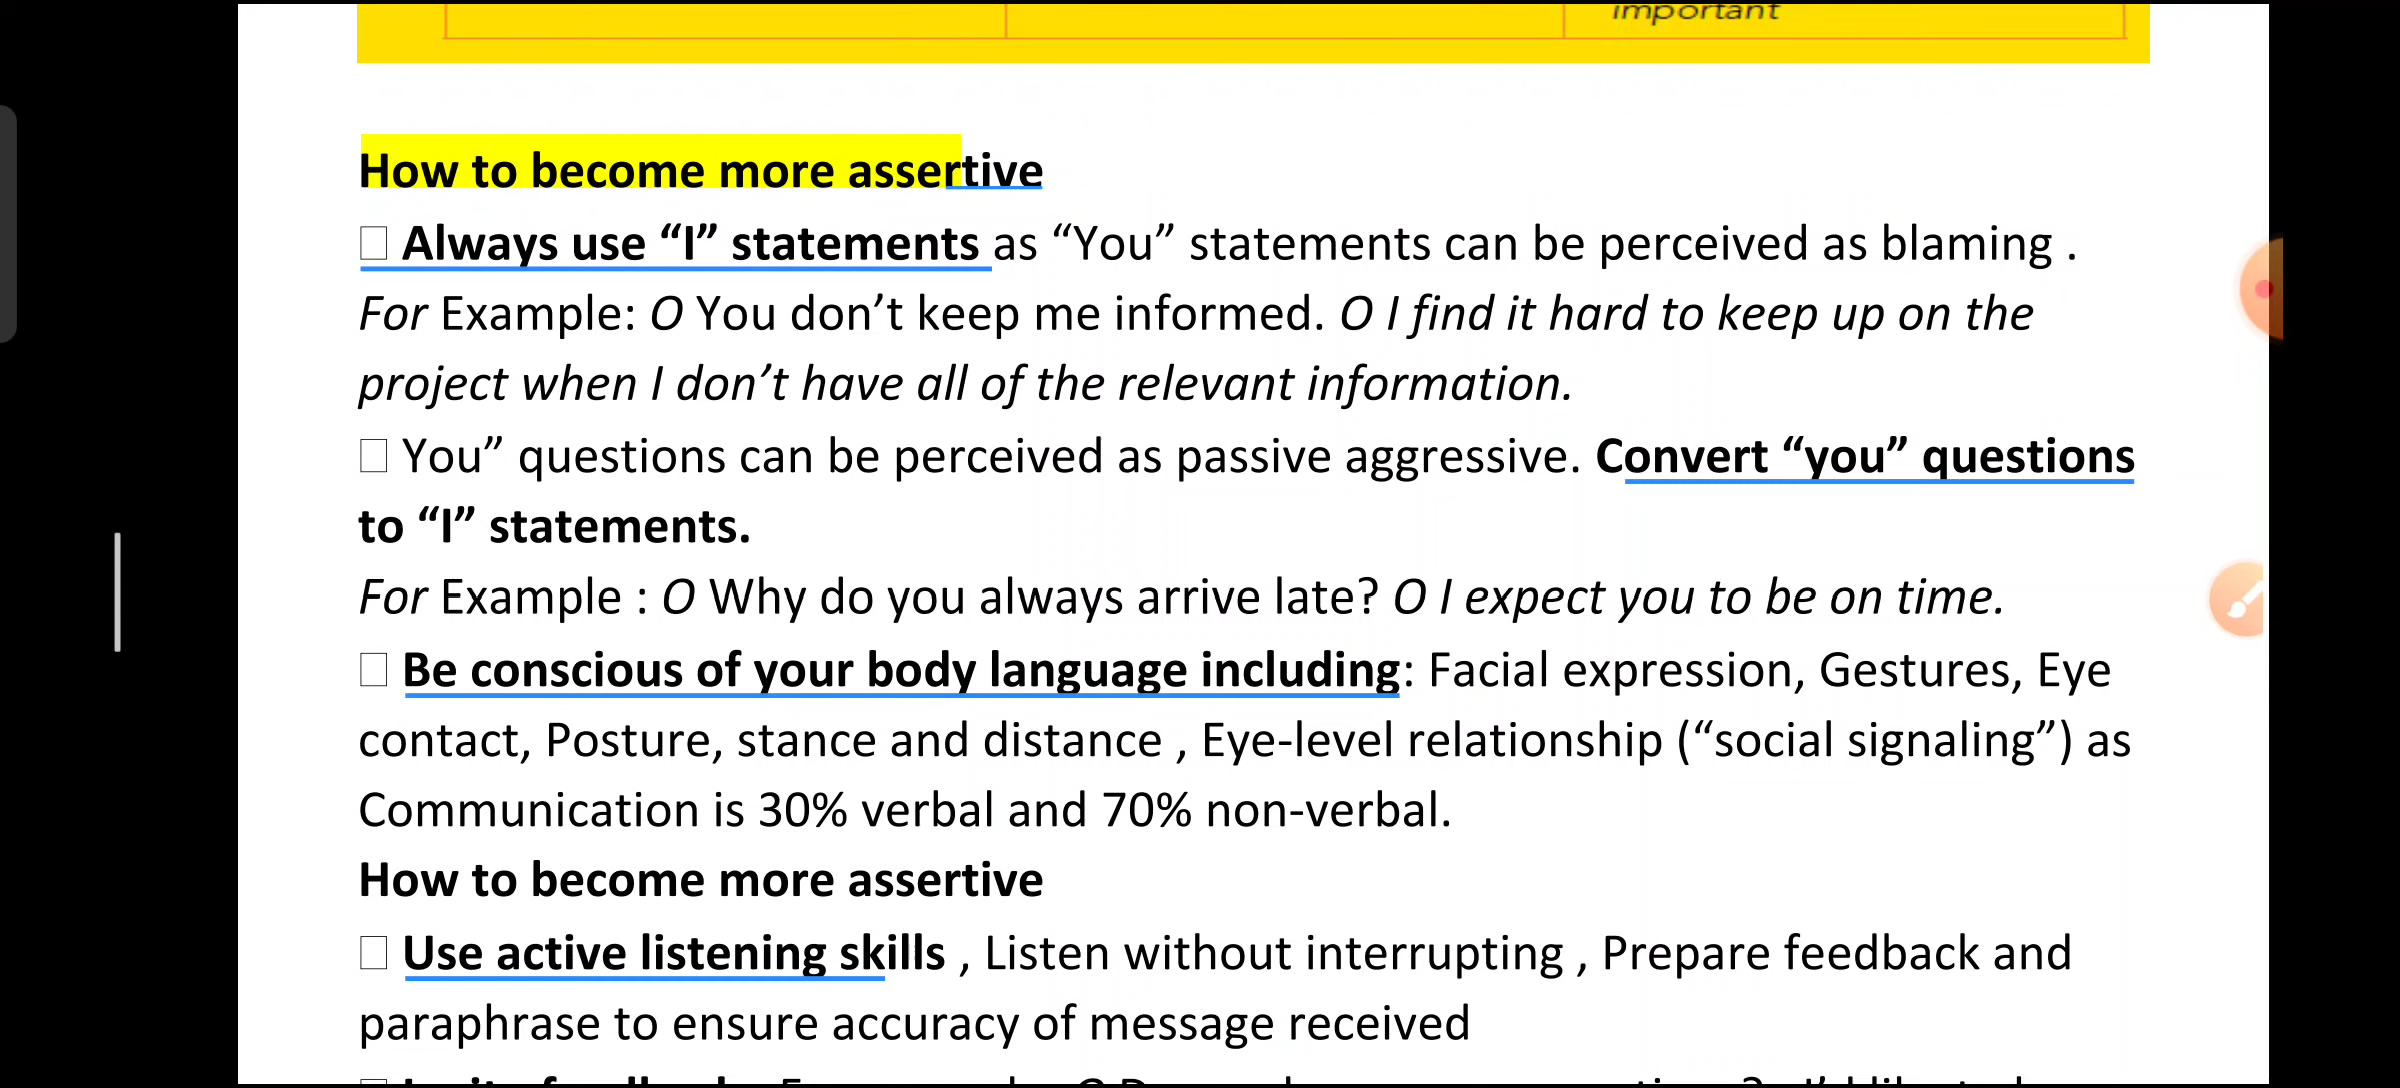 important
How to become more assertive
□ Always use “I” statements as “You” statements can be perceived as blaming .
For Example: O You don’t keep me informed. O I find it hard to keep up on the
project when I don’t have all of the relevant information.
□ You” questions can be perceived as passive aggressive. Convert “you” questions
to “I” statements.
For Example : O Why do you always arrive late? O I expect you to be on time.
□ Be conscious of your body language including: Facial expression, Gestures, Eye
contact, Posture, stance and distance , Eye-level relationship (“social signaling”) as
Communication is 30% verbal and 70% non-verbal.
How to become more assertive
□ Use active listening skills , Listen without interrupting , Prepare feedback and
paraphrase to ensure accuracy of message received